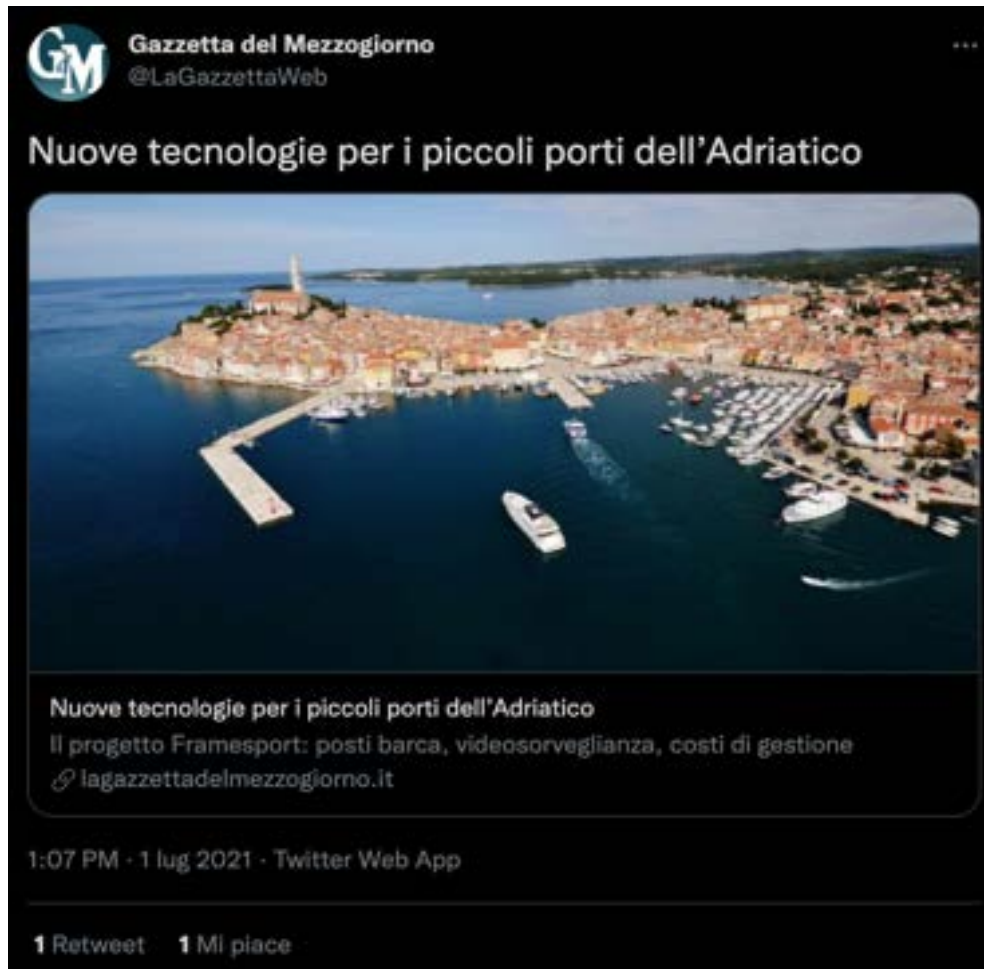 GM
Gazzetta del Mezzogiorno
@LaGazzettaWeb
Nuove tecnologie per i piccoli porti dell'Adriatico
Nuove tecnologie per i piccoli porti dell'Adriatico
Il progetto Framesport: posti barca, videosorveglianza, costi di gestione
lagazzettadelmezzogiorno.it
1:07 PM · 1 lug 2021 · Twitter Web App
1 Retweet 1 Mi piace